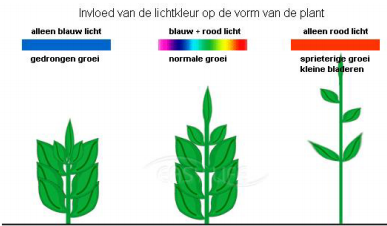 Invloed van de lichtkleur op de vorm van de plant
alleen blauw licht
gedrongen groei
blauw + rood licht
normale groei
alleen rood licht
sprieterige groei
kleine bladeren